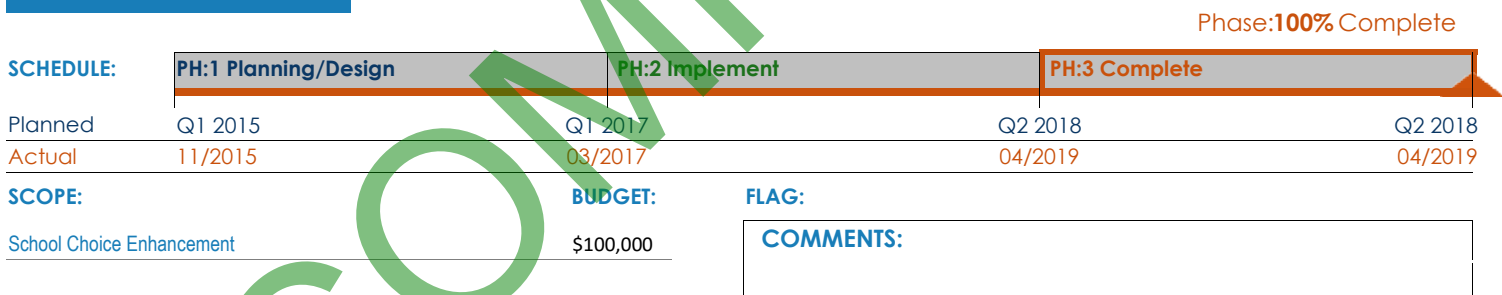 Phase:100% Complete
SCHEDULE: PH:1 Planning/Design PH:2 Implement PH:3 Complete
Planned Q1 2015 Q1 2017 Q2 2018 Q2 2018
Actual 11/2015 03/2017 04/2019 04/2019
SCOPE: BUDGET: FLAG:
School Choice Enhancement $100,000 COMMENTS: